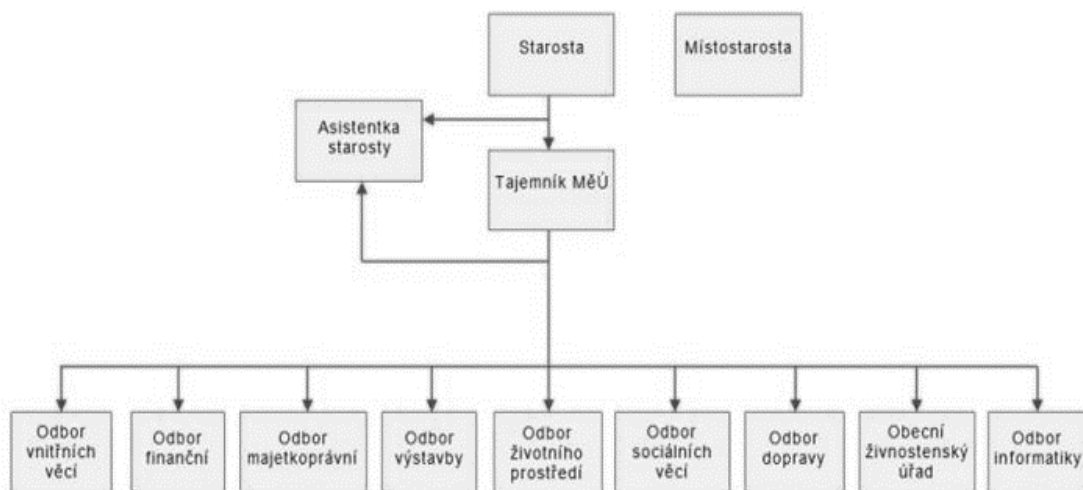 Starosta
Místostarosta
Asistentka
starosty
Tajemník MěÚ
Odbor
vnitřních
věcí
Odbor
finanční
Odbor
majetkoprávní
Odbor
výstavby
Odbor
životního
prostředí
Odbor
sociálních
věcí
Odbor
dopravy
Obecní
živnostenský
úřad
Odbor
informatiky